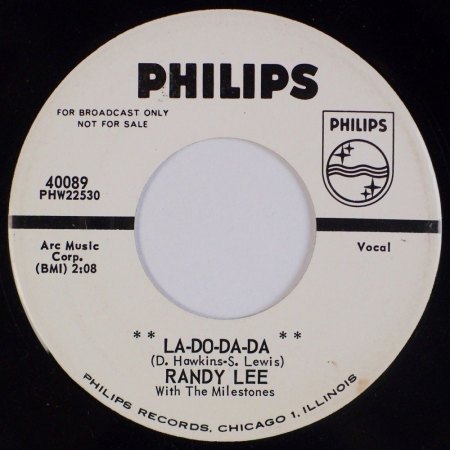 PHILIPS
FOR BROADCAST ONLY
NOT FOR SALE
PHILIPS
40089
PHW22530
Arc Music
Corp.
(BMI) 2:08
Vocal
** LA-DO-DA-DA **
(D. Hawkins-S. Lewis)
RANDY LEE
With The Milestones
PHILIPS RECORDS, CHICAGO 1, ILLINOIS